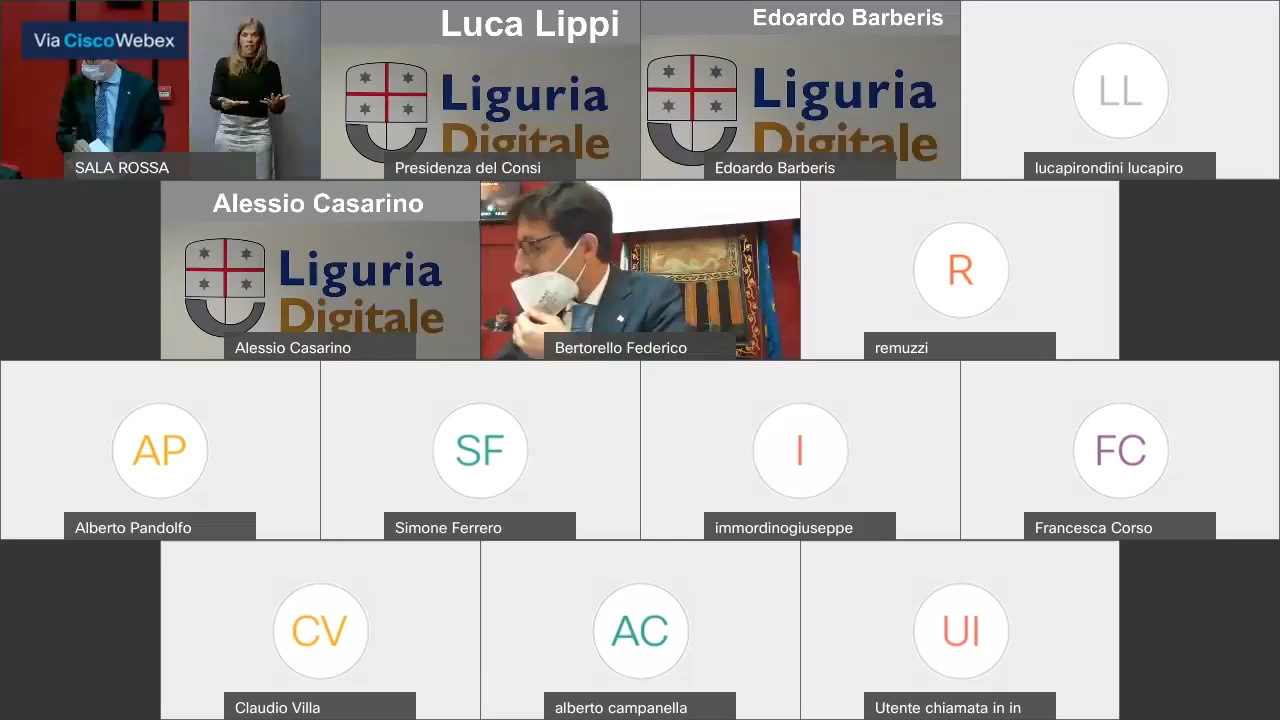 Via CiscoWebex
SALA ROSSA
Luca Lippi
Liguria
Digitale
Presidenza del Consi
Edoardo Barberis
Liguria
Digitale
Edoardo Barberis
LL
lucapirondini lucapiro
Alessio Casarino
Liguria
Digitale
Alessio Casarino
Bertorello Federico
R
remuzzi
AP
Alberto Pandolfo
SF
Simone Ferrero
I
immordinogiuseppe
FC
Francesca Corso
CV
Claudio Villa
AC
alberto campanella
UI
Utente chiamata in in